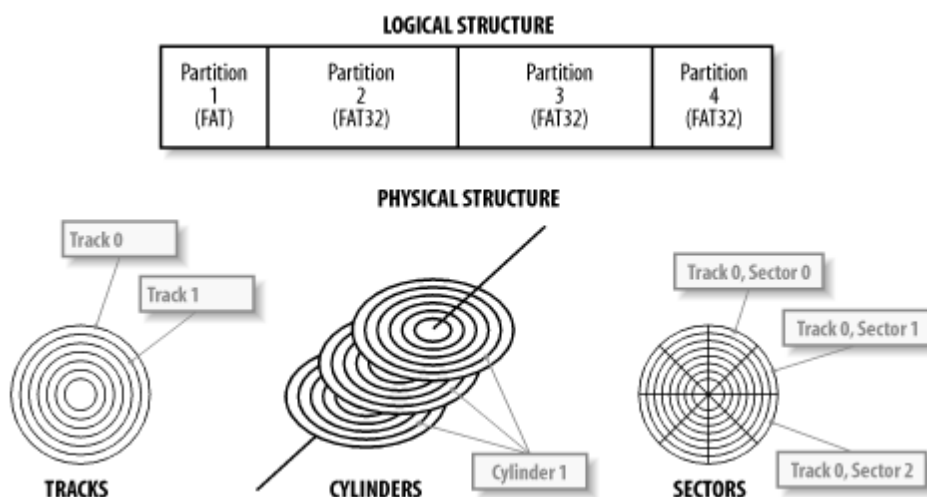 LOGICAL STRUCTURE
Partition
1
(FAT)
Partition
2
(FAT32)
Partition
3
(FAT32)
Partition
4
(FAT32)
PHYSICAL STRUCTURE
Track 0
Track 1
TRACKS
Cylinder 1
CYLINDERS
Track 0, Sector 0
Track 0, Sector 1
Track 0, Sector 2
SECTORS